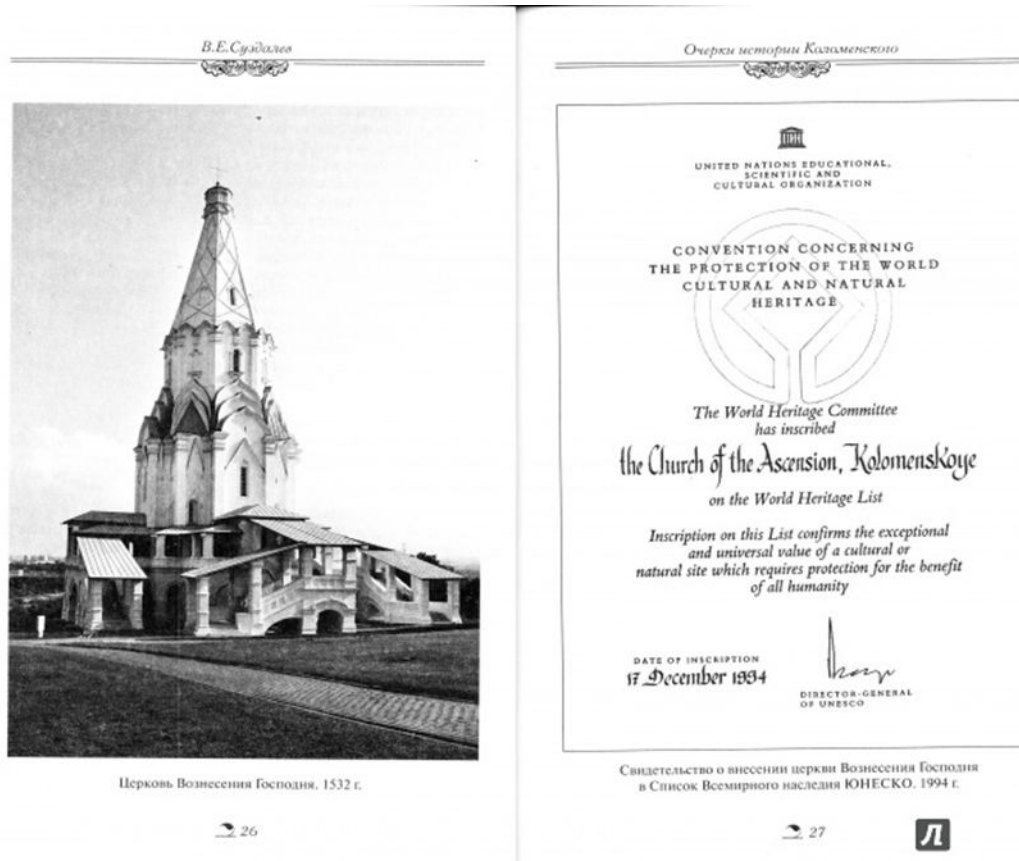 В.Е.Суздалев
Церковь Вознесения Господня. 1532 г.
26
Очерки истории Коломенского
UNITED NATIONS EDUCATIONAL,
SCIENTIFIC AND
CULTURAL ORGANIZATION
CONVENTION CONCERNING
THE PROTECTION OF THE WORLD
CULTURAL AND NATURAL
HERITAGE
The World Heritage Committee
has inscribed
the Church of the Ascension, Kolomenskoye
on the World Heritage List
Inscription on this List confirms the exceptional
and universal value of a cultural or
natural site which requires protection for the benefit
of all humanity
DATE OF INSCRIPTION
17 December 1994
DIRECTOR-GENERAL
OF UNESCO
Свидетельство о внесении церкви Вознесения Господня
в Список Всемирного наследия ЮНЕСКО. 1994 г.
27
Л